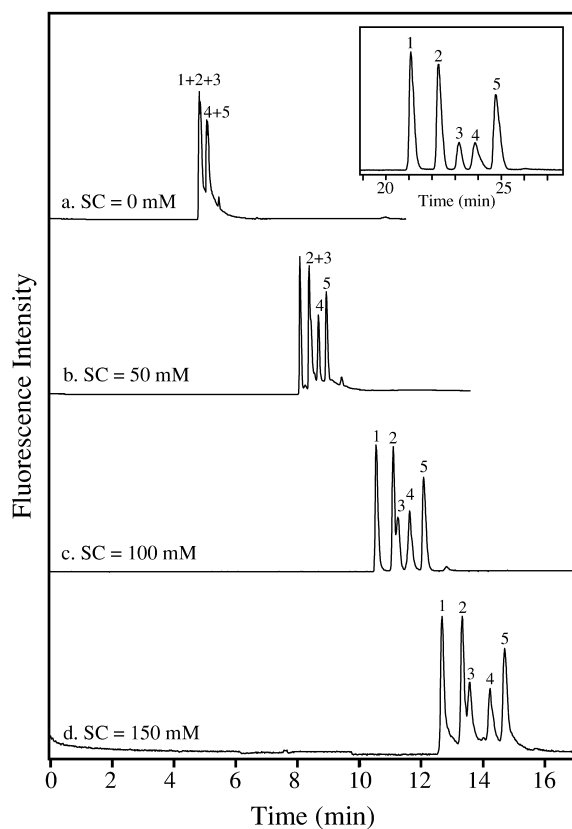 1
2
3
4
5
20
25
Time (min)
1+2+3
4+5
a. SC = 0 mM
2+3
4
5
b. SC = 50 mM
1
2
3
4
5
c. SC = 100 mM
1
2
3
4
5
d. SC = 150 mM
Fluorescence Intensity
0 2 4 6 8 10 12 14 16
Time (min)